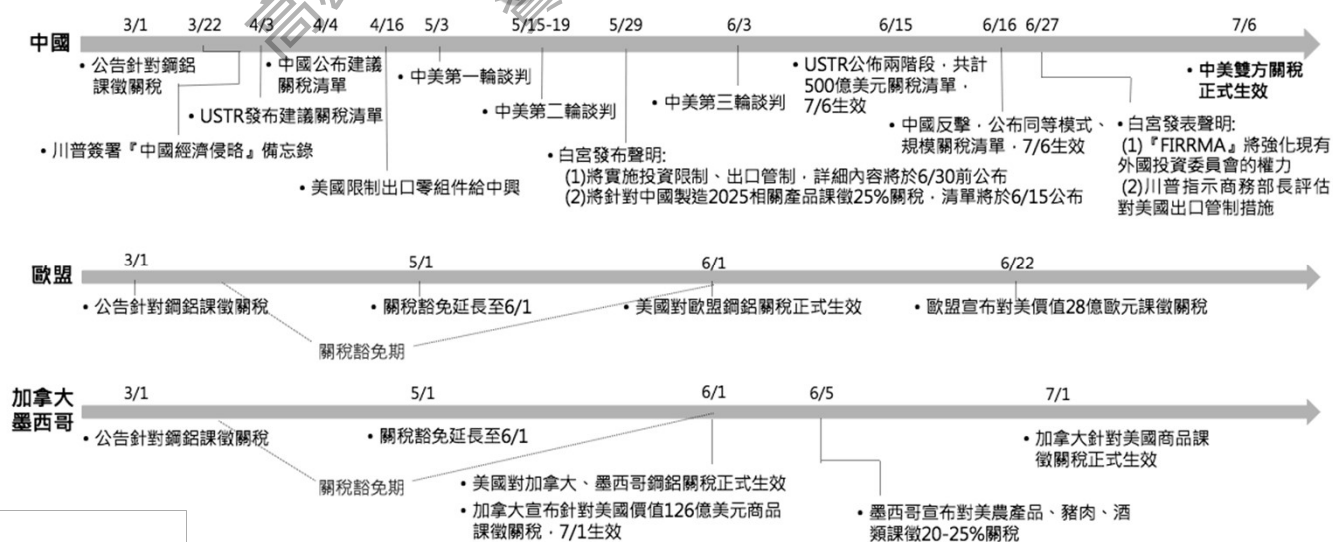 3/1 3/22 4/3 4/4 4/16 5/3 5/15-19 5/29 6/3 6/15 6/16 6/27 7/6
中國
• 公告針對鋼鋁
課徵關稅
• 川普簽署『中國經濟侵略』備忘錄
• USTR發布建議關稅清單
• 中國公布建議
關稅清單
• 美國限制出口零組件給中興
• 中美第一輪談判
• 中美第二輪談判
• 白宮發布聲明:
(1)將實施投資限制、出口管制，詳細內容將於6/30前公布
(2)將針對中國製造2025相關產品課徵25%關稅，清單將於6/15公布
• 中美第三輪談判
• USTR公佈兩階段，共計
500億美元關稅清單，
7/6生效
• 中國反擊，公布同等模式、
規模關稅清單，7/6生效
• 白宮發表聲明:
(1)『FIRRMA』將強化現有
外國投資委員會的權力
(2)川普指示商務部長評估
對美國出口管制措施
• 中美雙方關稅
正式生效
3/1 5/1 6/1 6/22
歐盟
• 公告針對鋼鋁課徵關稅
• 關稅豁免延長至6/1
• 美國對歐盟鋼鋁關稅正式生效
• 歐盟宣布對美價值28億歐元課徵關稅
關稅豁免期
3/1 5/1 6/1 6/5 7/1
加拿大
墨西哥
• 公告針對鋼鋁課徵關稅
• 關稅豁免延長至6/1
關稅豁免期
• 美國對加拿大、墨西哥鋼鋁關稅正式生效
• 加拿大宣布針對美國價值126億美元商品
課徵關稅，7/1生效
• 墨西哥宣布對美農產品、豬肉、酒
類課徵20-25%關稅
• 加拿大針對美國商品課
徵關稅正式生效